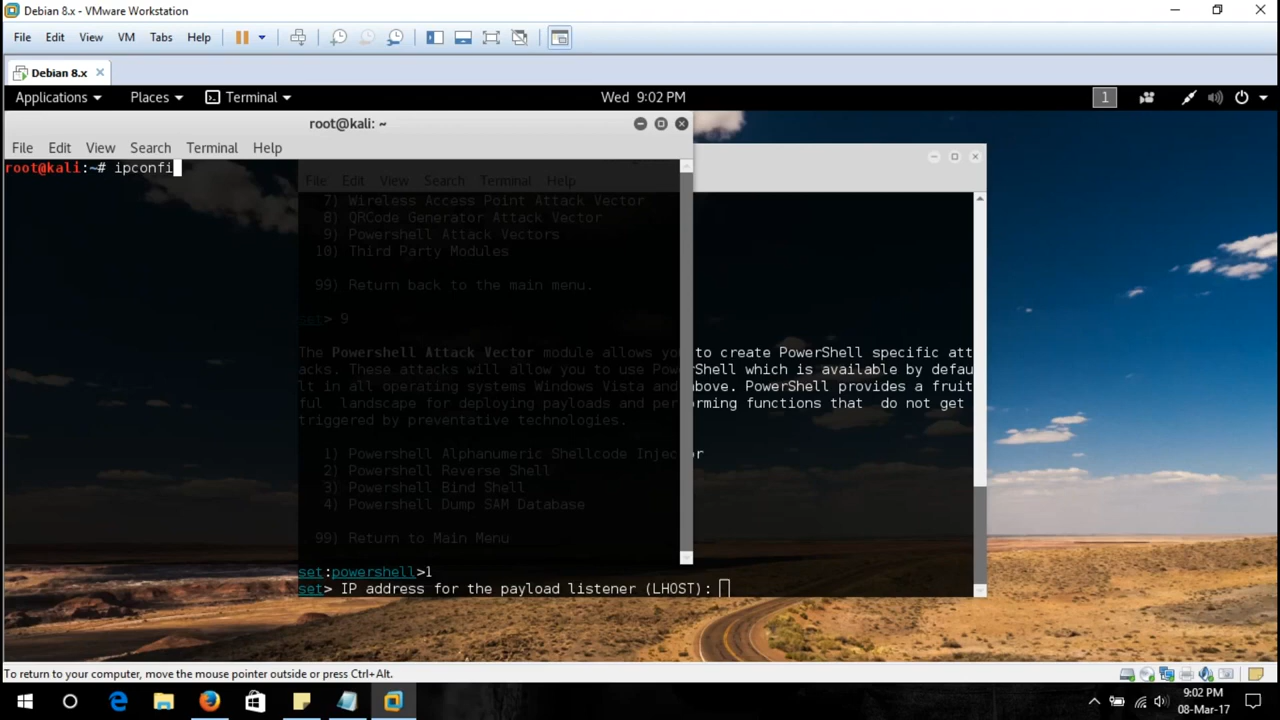 Debian 8.x - VMware Workstation
File Edit View VM Tabs Help
Debian 8.x
Applications Places Terminal Wed 9:02 PM 1
root@kali: ~
File Edit View Search Terminal Help
root@kali:~# ipconfi
File Edit View Search Terminal Help
7) Wireless Access Point Attack Vector
8) QRCode Generator Attack Vector
9) Powershell Attack Vectors
10) Third Party Modules
99) Return back to the main menu.
set> 9
The Powershell Attack Vector module allows you to create PowerShell specific att
acks. These attacks will allow you to use PowerShell which is available by defau
lt in all operating systems Windows Vista and above. PowerShell provides a fruit
ful  landscape for deploying payloads and performing functions that  do not get
triggered by preventative technologies.
1) Powershell Alphanumeric Shellcode Injector
2) Powershell Reverse Shell
3) Powershell Bind Shell
4) Powershell Dump SAM Database
99) Return to Main Menu
set:powershell>1
set> IP address for the payload listener (LHOST):
To return to your computer, move the mouse pointer outside or press Ctrl+Alt.
9:02 PM
08-Mar-17